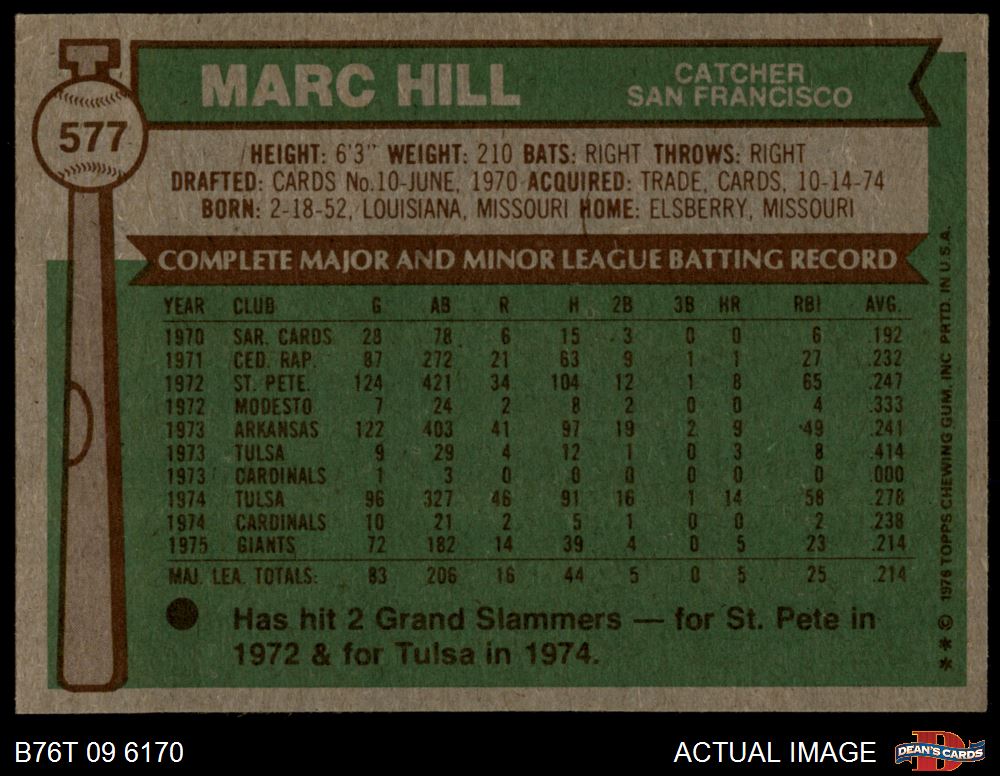 577
MARC HILL
CATCHER
SAN FRANCISCO
HEIGHT: 6'3" WEIGHT: 210 BATS: RIGHT THROWS: RIGHT
DRAFTED: CARDS No.10-JUNE, 1970 ACQUIRED: TRADE, CARDS, 10-14-74
BORN: 2-18-52, LOUISIANA, MISSOURI HOME: ELSBERRY, MISSOURI
COMPLETE MAJOR AND MINOR LEAGUE BATTING RECORD
YEAR CLUB G AB R H 2B 3B HR RBI AVG.
1970 SAR. CARDS 28 78 6 15 3 0 0 6 .192
1971 CED. RAP. 87 272 21 63 9 1 1 27 .232
1972 ST. PETE. 124 421 34 104 12 1 8 65 .247
1972 MODESTO 7 24 2 8 2 0 0 4 .333
1973 ARKANSAS 122 403 41 97 19 2 9 49 .241
1973 TULSA 9 29 4 12 1 0 3 8 .414
1973 CARDINALS 1 3 0 0 0 0 0 0 .000
1974 TULSA 96 327 46 91 16 1 14 58 .278
1974 CARDINALS 10 21 2 5 1 0 0 2 .238
1975 GIANTS 72 182 14 39 4 0 5 23 .214
MAJ. LEA. TOTALS: 83 206 16 44 5 0 5 25 .214
Has hit 2 Grand Slammers — for St. Pete in
1972 & for Tulsa in 1974.
** © 1976 TOPPS CHEWING GUM, INC PRTD. IN U.S.A.
B76T 09 6170
ACTUAL IMAGE
DEAN'S CARDS